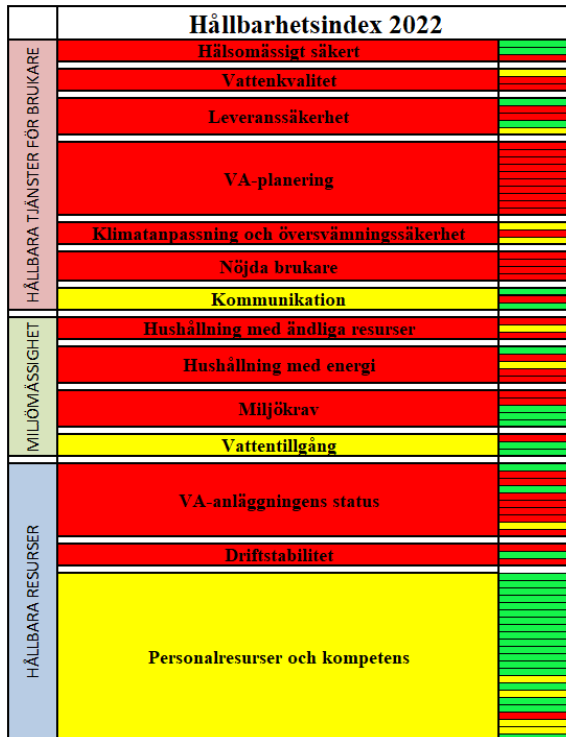 Hållbarhetsindex 2022
HÅLLBARA TJÄNSTER FÖR BRUKARE
Hälsomässigt säkert
Vattenkvalitet
Leveranssäkerhet
VA-planering
Klimatanpassning och översvämningssäkerhet
Nöjda brukare
Kommunikation
MILJÖMÄSSIGHET
Hushållning med ändliga resurser
Hushållning med energi
Miljökrav
Vattentillgång
HÅLLBARA RESURSER
VA-anläggningens status
Driftstabilitet
Personalresurser och kompetens